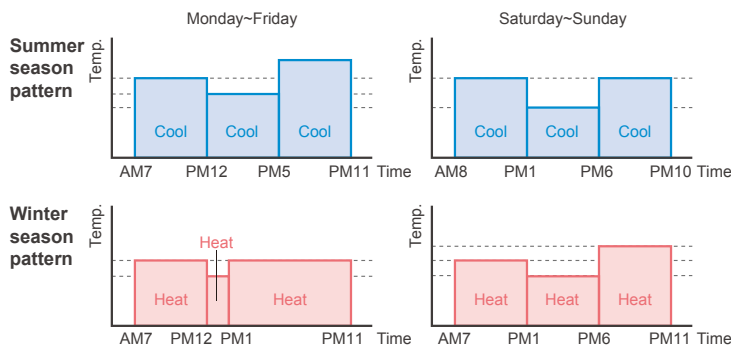 Monday~Friday
Saturday~Sunday
Summer
season
pattern
Temp.
Cool
Cool
Cool
AM7
PM12
PM5
PM11
Time
Temp.
Cool
Cool
Cool
AM8
PM1
PM6
PM10
Time
Winter
season
pattern
Temp.
Heat
Heat
Heat
AM7
PM12
PM1
PM11
Time
Temp.
Heat
Heat
Heat
AM7
PM1
PM6
PM11
Time